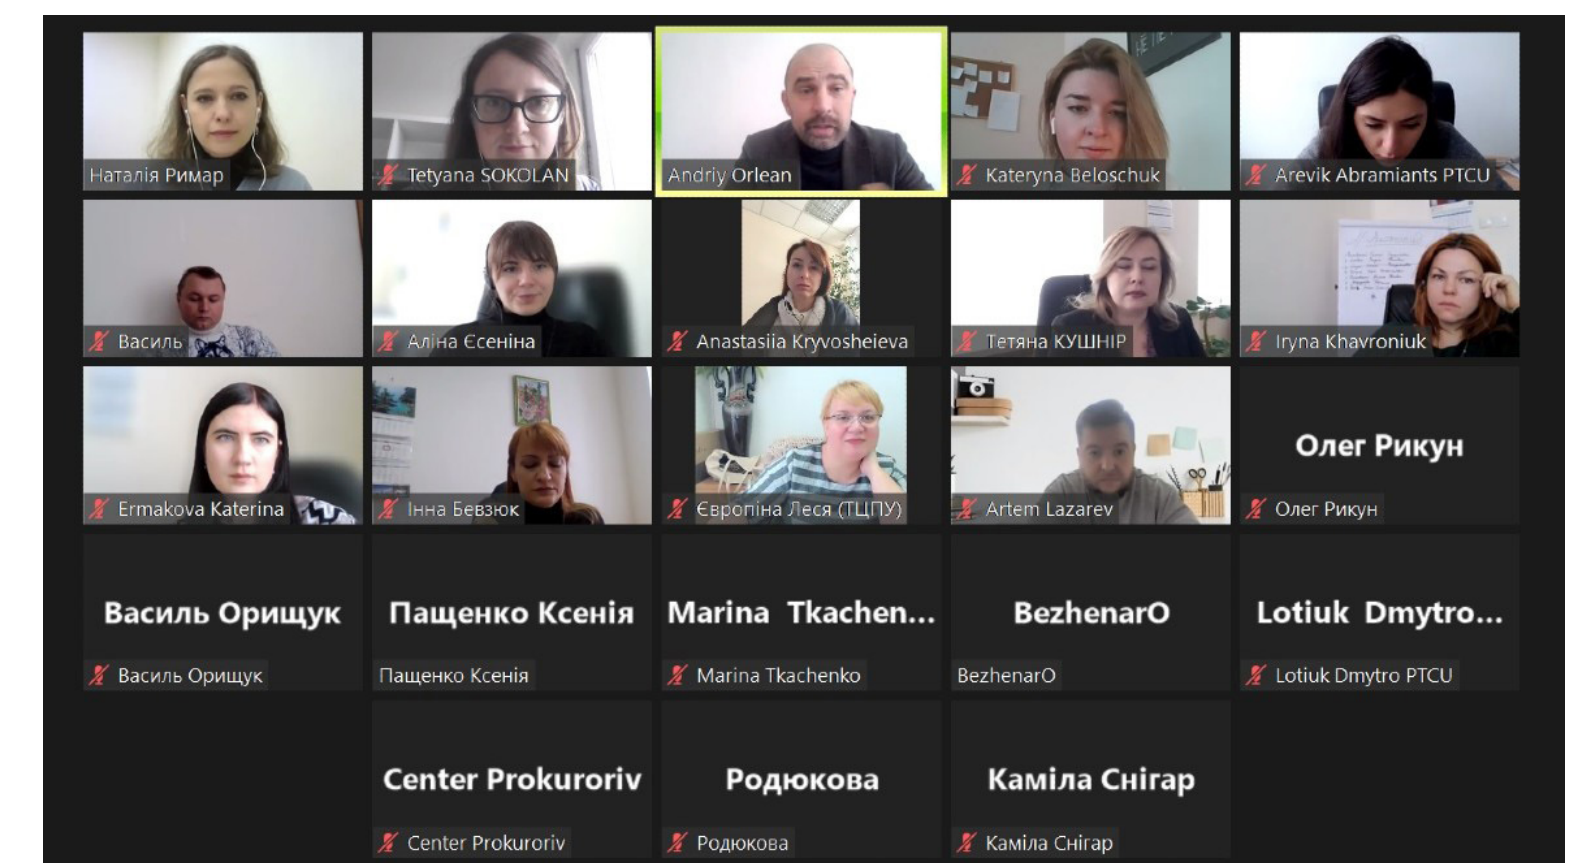 Наталія Римар
Tetyana SOKOLAN
Andriy Orlean
Kateryna Beloschuk
Arevik Abramiants PTCU
Василь
Аліна Єсеніна
Anastasiia Kryvosheieva
Тетяна КУШНІР
Iryna Khavroniuk
Ermakova Katerina
Інна Бевзюк
Європіна Леся (ТЦПУ)
Artem Lazarev
Олег Рикун
Олег Рикун
Василь Орищук
Пащенко Ксенія
Marina Tkachen...
BezhenarO
Lotiuk Dmytro...
Василь Орищук
Пащенко Ксенія
Marina Tkachenko
BezhenarO
Lotiuk Dmytro PTCU
Center Prokuroriv
Родюкова
Каміла Снігар
Center Prokuroriv
Родюкова
Каміла Снігар